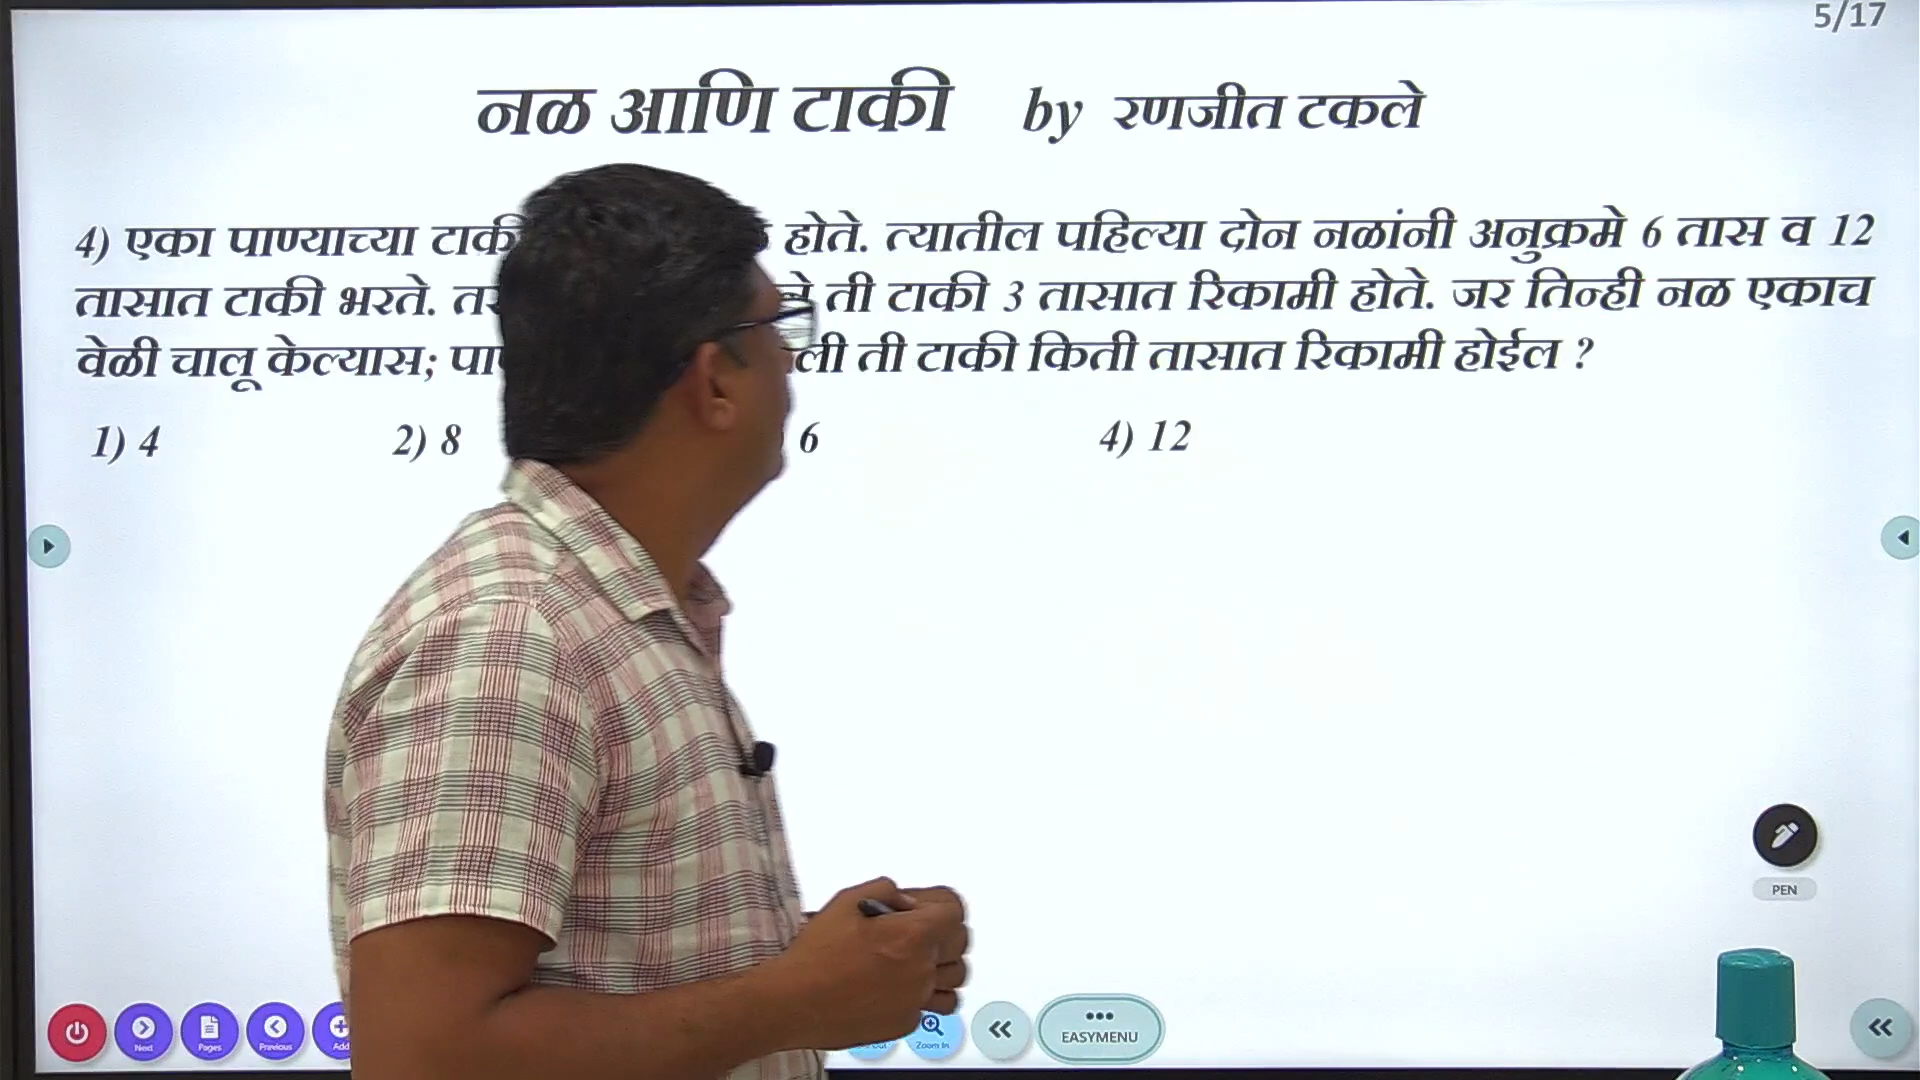 5/17
नळ आणि टाकी by रणजीत टकले
4) एका पाण्याच्या होते. त्यातील पहिल्या दोन नळांनी अनुक्रमे 6 तास व 12
तासात टाकी भरते. ती टाकी 3 तासात रिकामी होते. जर तिन्ही नळ एकाच
वेळी चालू केल्यास; ती टाकी किती तासात रिकामी होईल ?
1) 4 2) 8 6 4) 12
PEN
Next Pages Previous Add Zoom In EASYMENU